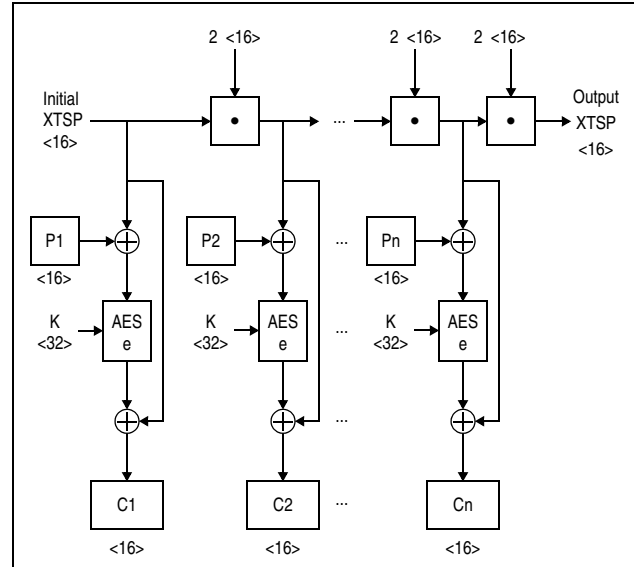 2 <16> 2 <16> 2 <16>
Initial
XTSP
<16>
• ... • •
Output
XTSP
<16>
P1 P2 ... Pn
<16> <16> <16>
K
<32>
AES
e
K
<32>
AES
e
...
K
<32>
AES
e
...
C1 C2 ... Cn
<16> <16> <16>